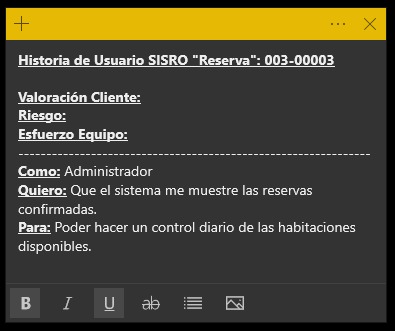 Historia de Usuario SISRO "Reserva": 003-00003
Valoración Cliente:
Riesgo:
Esfuerzo Equipo:
----------------------------------------------------------------
Como: Administrador
Quiero: Que el sistema me muestre las reservas
confirmadas.
Para: Poder hacer un control diario de las habitaciones
disponibles.
B I U ab